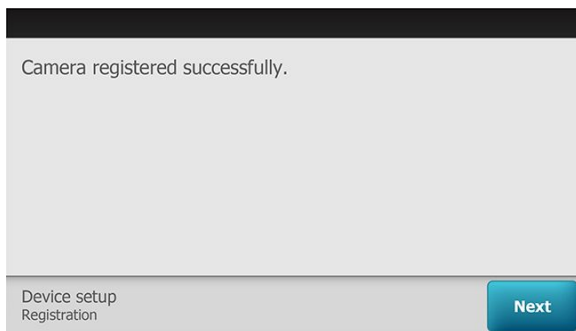 Camera registered successfully.
Device setup
Registration
Next